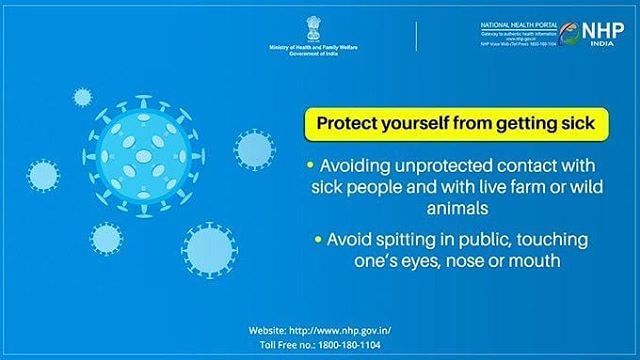 Ministry of Health and Family Welfare
Government of India
NATIONAL HEALTH PORTAL
Gateway to authentic health information
www.nhp.gov.in
NHP Voice Web (Toll Free): 1800-180-1104
NHP
INDIA
Protect yourself from getting sick
• Avoiding unprotected contact with
sick people and with live farm or wild
animals
• Avoid spitting in public, touching
one's eyes, nose or mouth
Website: http://www.nhp.gov.in/
Toll Free no.: 1800-180-1104